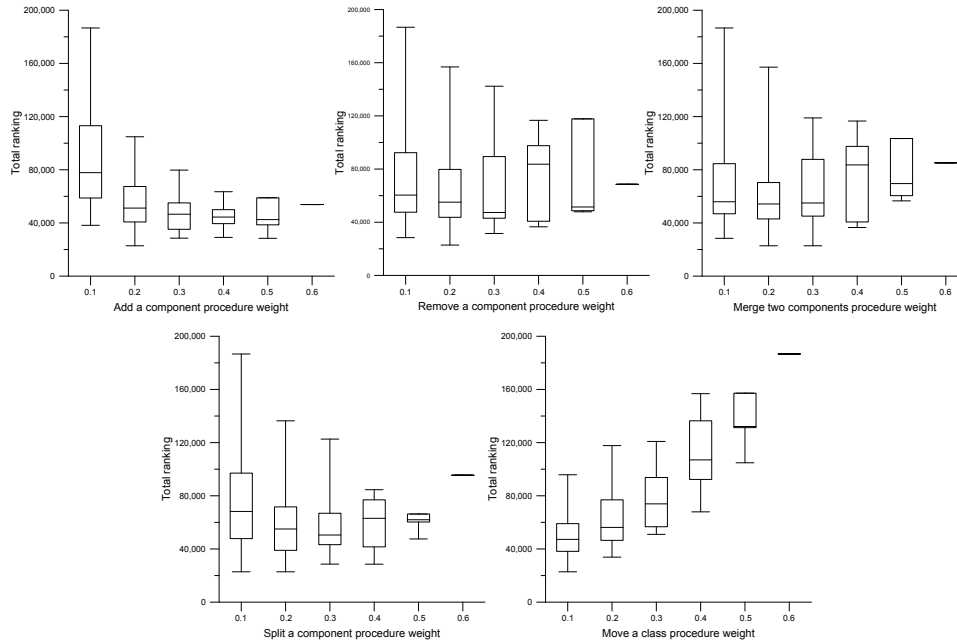 200,000
160,000
120,000
80,000
40,000
0
Total ranking
0.1 0.2 0.3 0.4 0.5 0.6
Add a component procedure weight
200,000
160,000
120,000
80,000
40,000
0
Total ranking
0.1 0.2 0.3 0.4 0.5 0.6
Remove a component procedure weight
200,000
160,000
120,000
80,000
40,000
0
Total ranking
0.1 0.2 0.3 0.4 0.5 0.6
Merge two components procedure weight
200,000
160,000
120,000
80,000
40,000
0
Total ranking
0.1 0.2 0.3 0.4 0.5 0.6
Split a component procedure weight
200,000
160,000
120,000
80,000
40,000
0
Total ranking
0.1 0.2 0.3 0.4 0.5 0.6
Move a class procedure weight